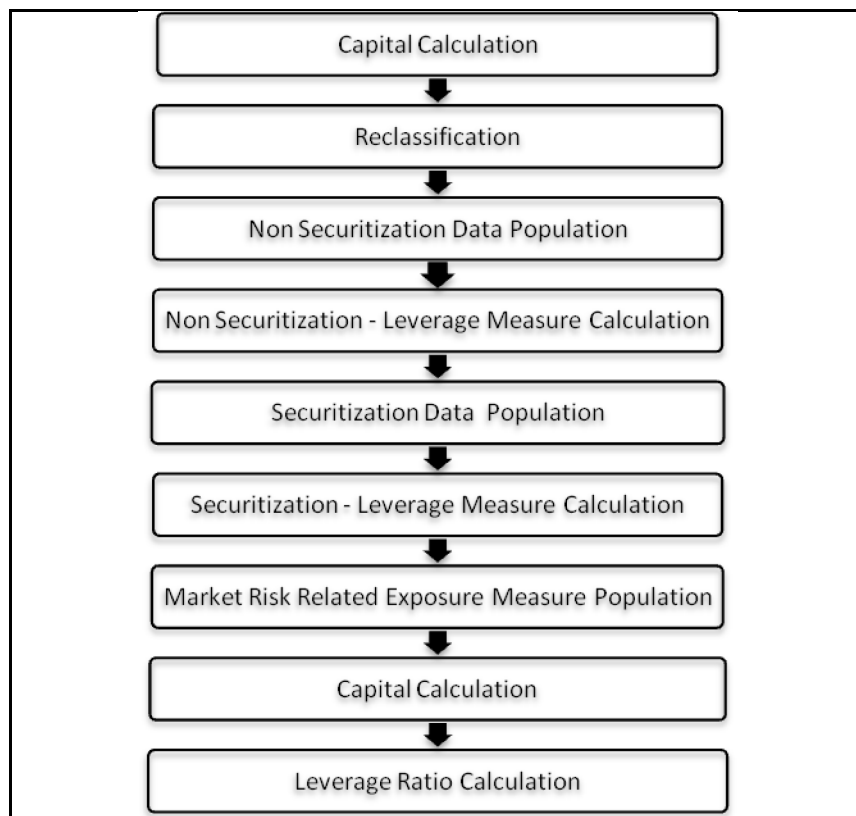 Capital Calculation
Reclassification
Non Securitization Data Population
Non Securitization - Leverage Measure Calculation
Securitization Data Population
Securitization - Leverage Measure Calculation
Market Risk Related Exposure Measure Population
Capital Calculation
Leverage Ratio Calculation